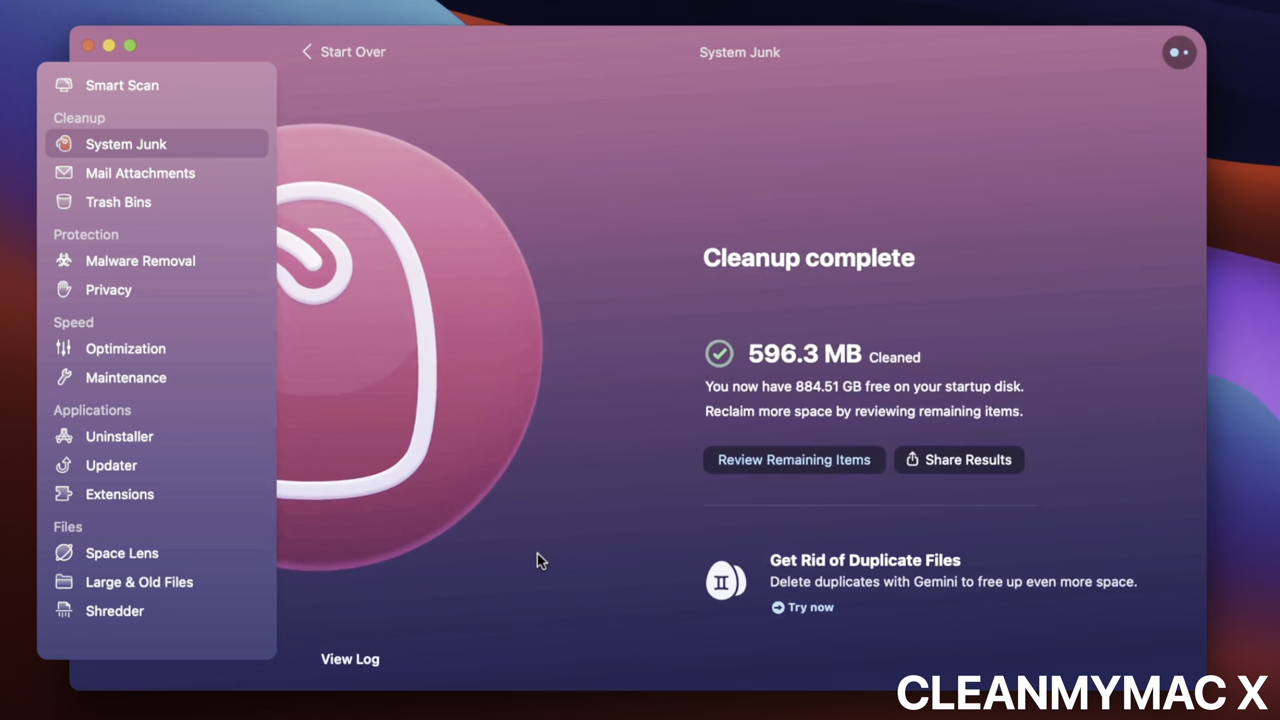 Start Over
System Junk
Smart Scan
Cleanup
System Junk
Mail Attachments
Trash Bins
Protection
Malware Removal
Privacy
Speed
Optimization
Maintenance
Applications
Uninstaller
Updater
Extensions
Files
Space Lens
Large & Old Files
Shredder
Cleanup complete
596.3 MB Cleaned
You now have 884.51 GB free on your startup disk.
Reclaim more space by reviewing remaining items.
Review Remaining Items
Share Results
Get Rid of Duplicate Files
Delete duplicates with Gemini to free up even more space.
Try now
View Log
CLEANMYMAC X